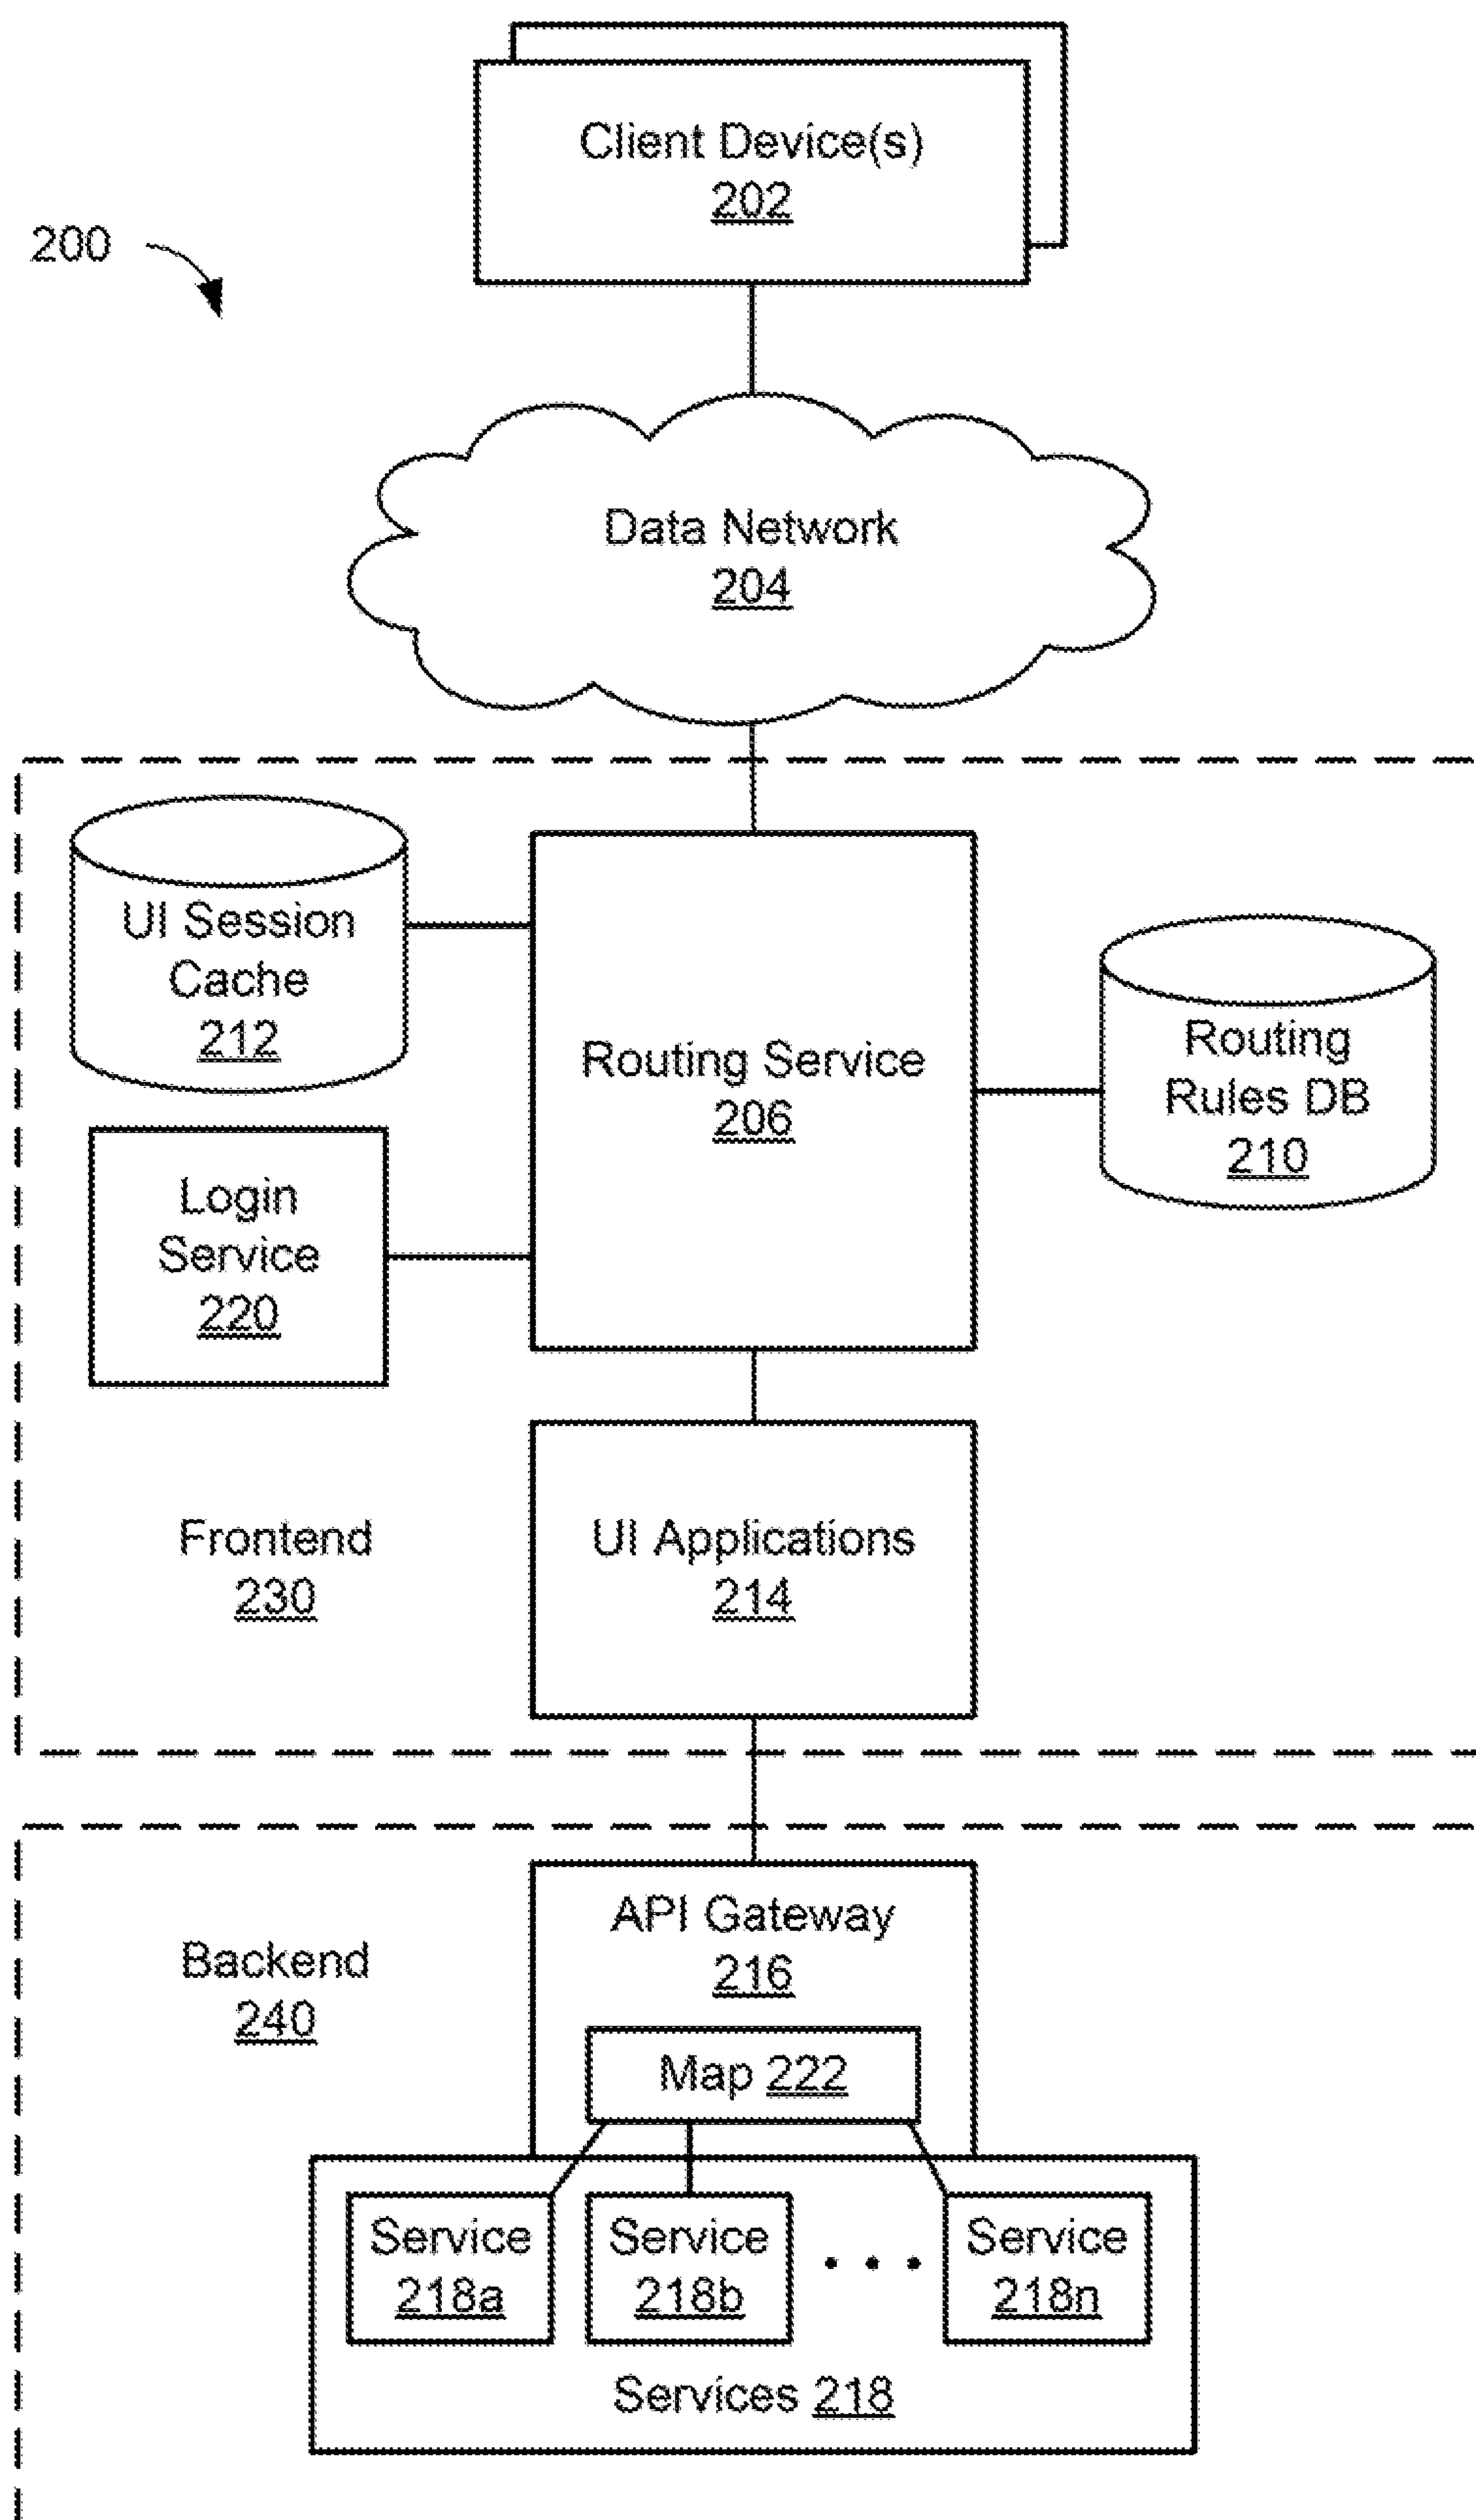 Client Device(s)
202
200
Data Network
204
UI Session
Cache
212
Routing Service
206
Routing
Rules DB
210
Login
Service
220
Frontend
230
UI Applications
214
API Gateway
216
Backend
240
Map 222
Service
218a
Service
218b
Service
218n
Services 218